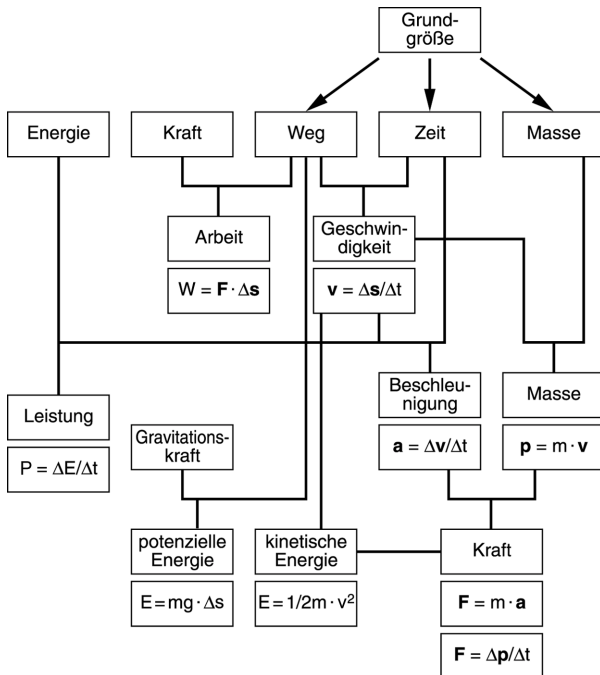 Grund-
größe
Energie
Kraft
Weg
Zeit
Masse
Arbeit
Geschwin-
digkeit
W = F · Δs
v = Δs/Δt
Leistung
P = ΔE/Δt
Gravitations-
kraft
Beschleu-
nigung
Masse
a = Δv/Δt
p = m · v
potenzielle
Energie
kinetische
Energie
Kraft
E = mg · Δs
E = 1/2m · v²
F = m · a
F = Δp/Δt